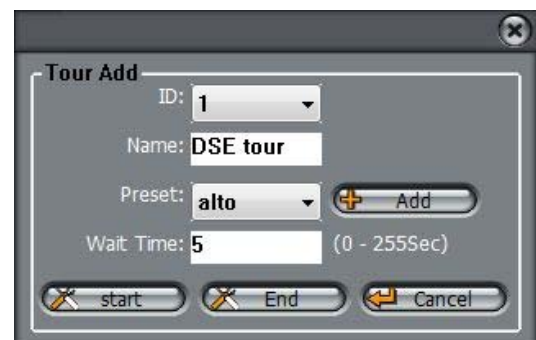 Tour Add
ID: 1
Name: DSE tour
Preset: alto Add
Wait Time: 5 (0 - 255Sec)
start End Cancel